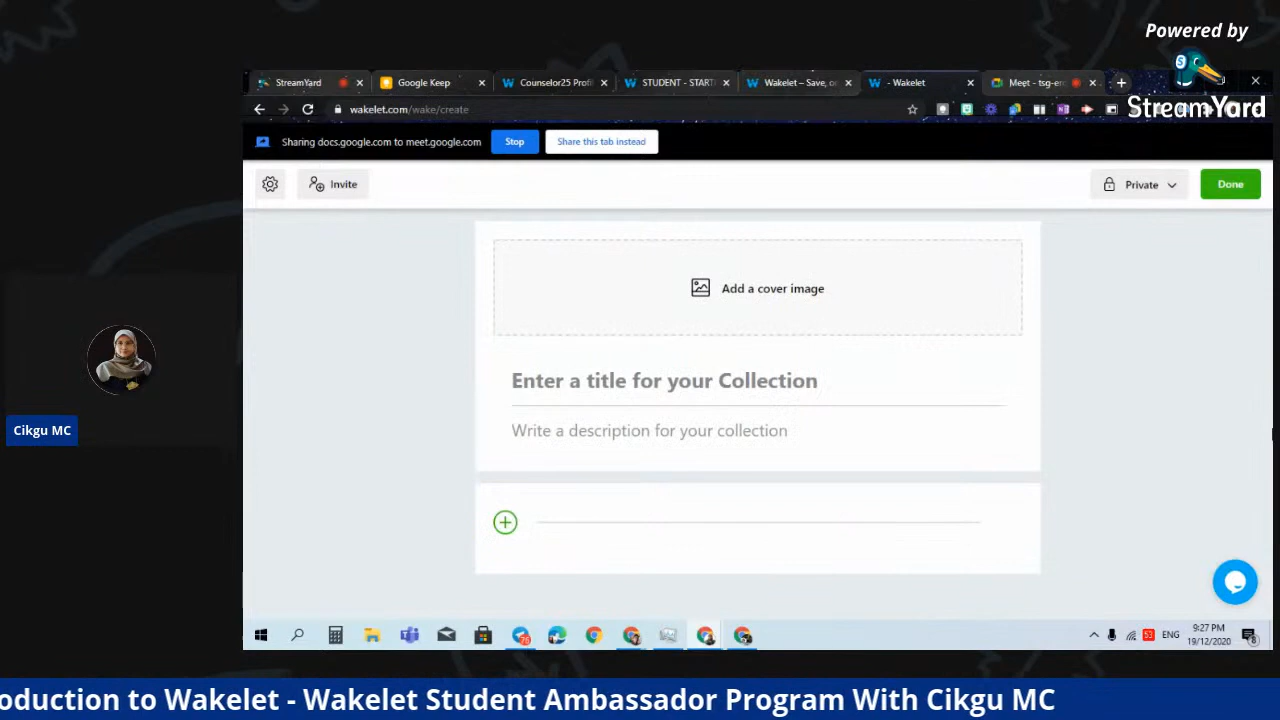 Powered by
StreamYard
StreamYard
Google Keep
Counselor25 Profi
STUDENT - START
Wakelet – Save, o
- Wakelet
Meet - tsg-erc
wakelet.com/wake/create
Sharing docs.google.com to meet.google.com
Stop
Share this tab instead
Invite
Private
Done
Add a cover image
Enter a title for your Collection
Write a description for your collection
Cikgu MC
ENG
9:27 PM
19/12/2020
oduction to Wakelet - Wakelet Student Ambassador Program With Cikgu MC